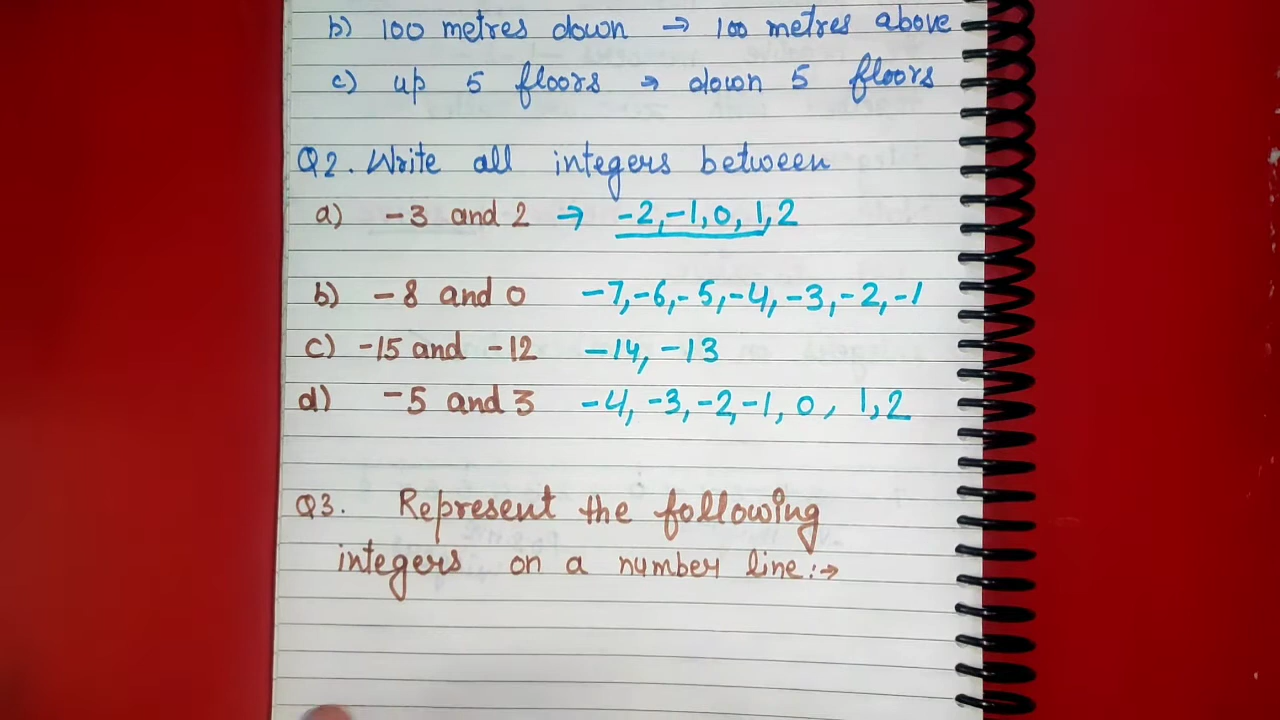 b) 100 metres down → 100 metres above
c) up 5 floors → down 5 floors
Q2. Write all integers between
a) -3 and 2 → -2,-1,0,1,2
b) -8 and 0 -7,-6,-5,-4,-3,-2,-1
c) -15 and -12 -14,-13
d) -5 and 3 -4,-3,-2,-1,0,1,2
Q3. Represent the following
integers on a number line:→